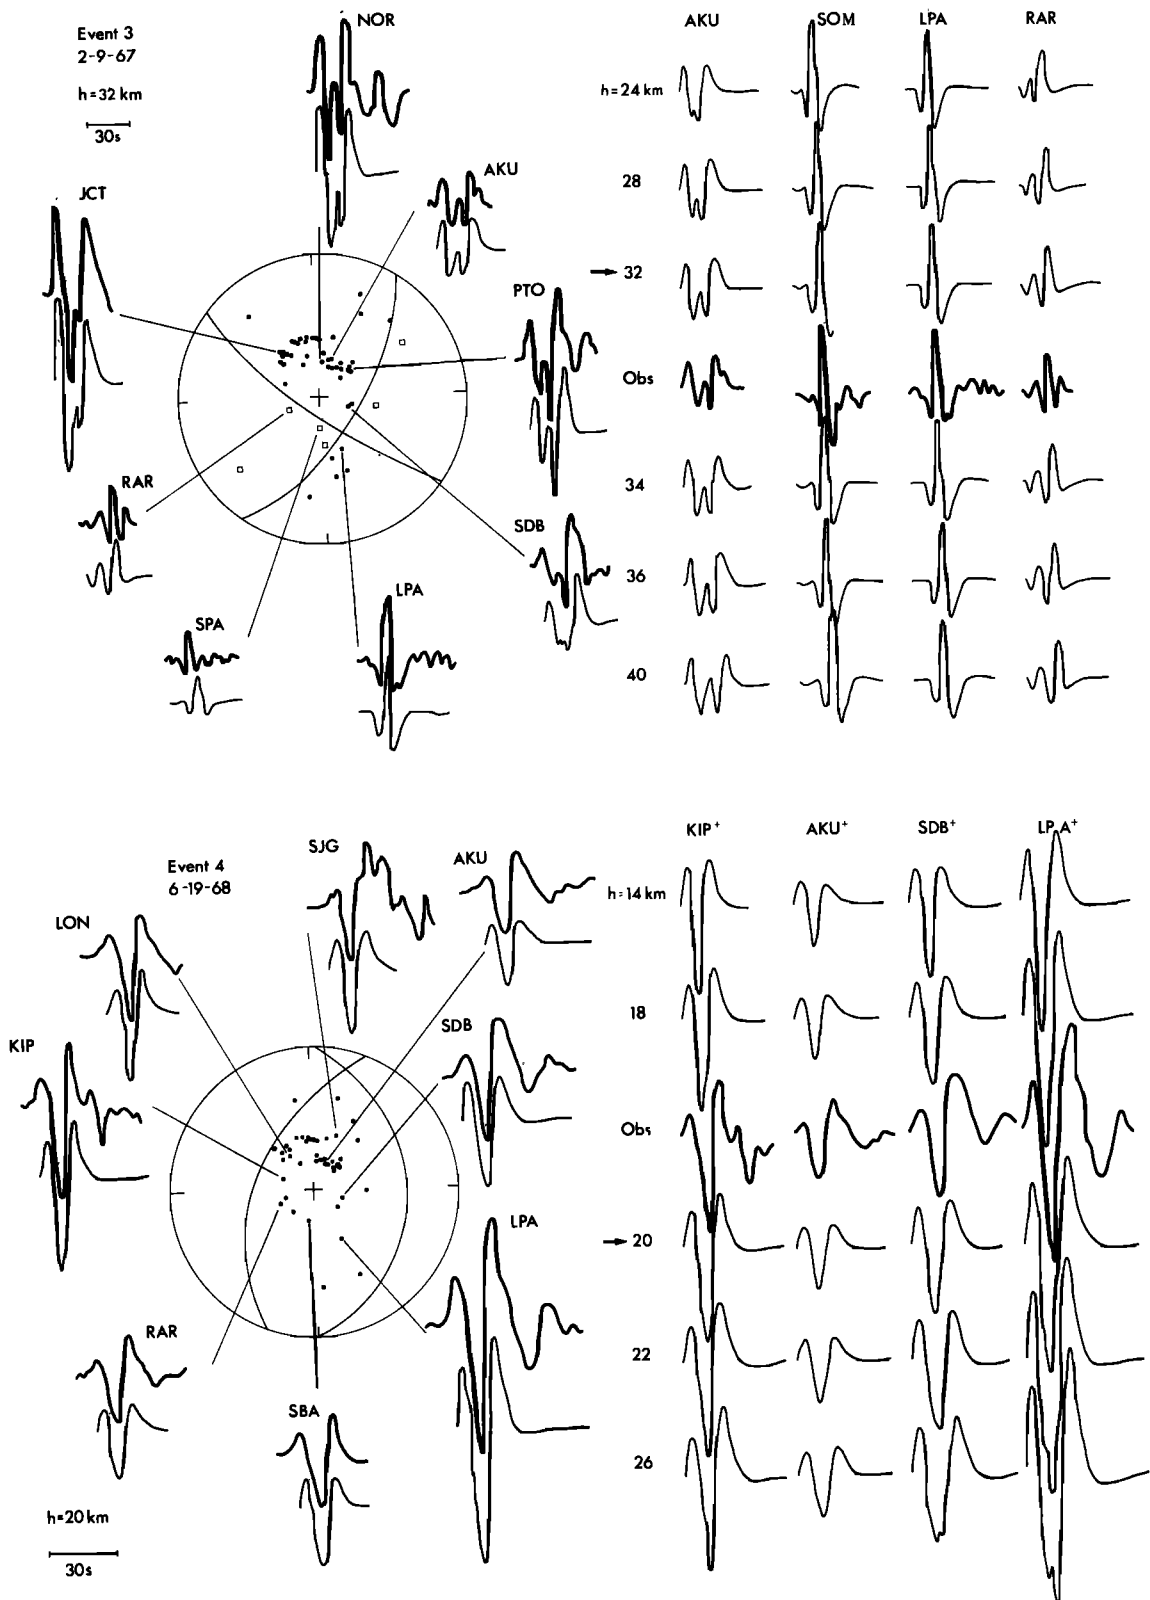 Event 3
2-9-67
h=32 km
30s
NOR
JCT
AKU
PTO
RAR
SDB
SPA
LPA
AKU SOM LPA RAR
h=24 km
28
32
Obs
34
36
40
Event 4
6-19-68
SJG
AKU
LON
SDB
KIP
LPA
RAR
SBA
h=20 km
30s
KIP+ AKU+ SDB+ LPA+
h=14 km
18
Obs
20
22
26